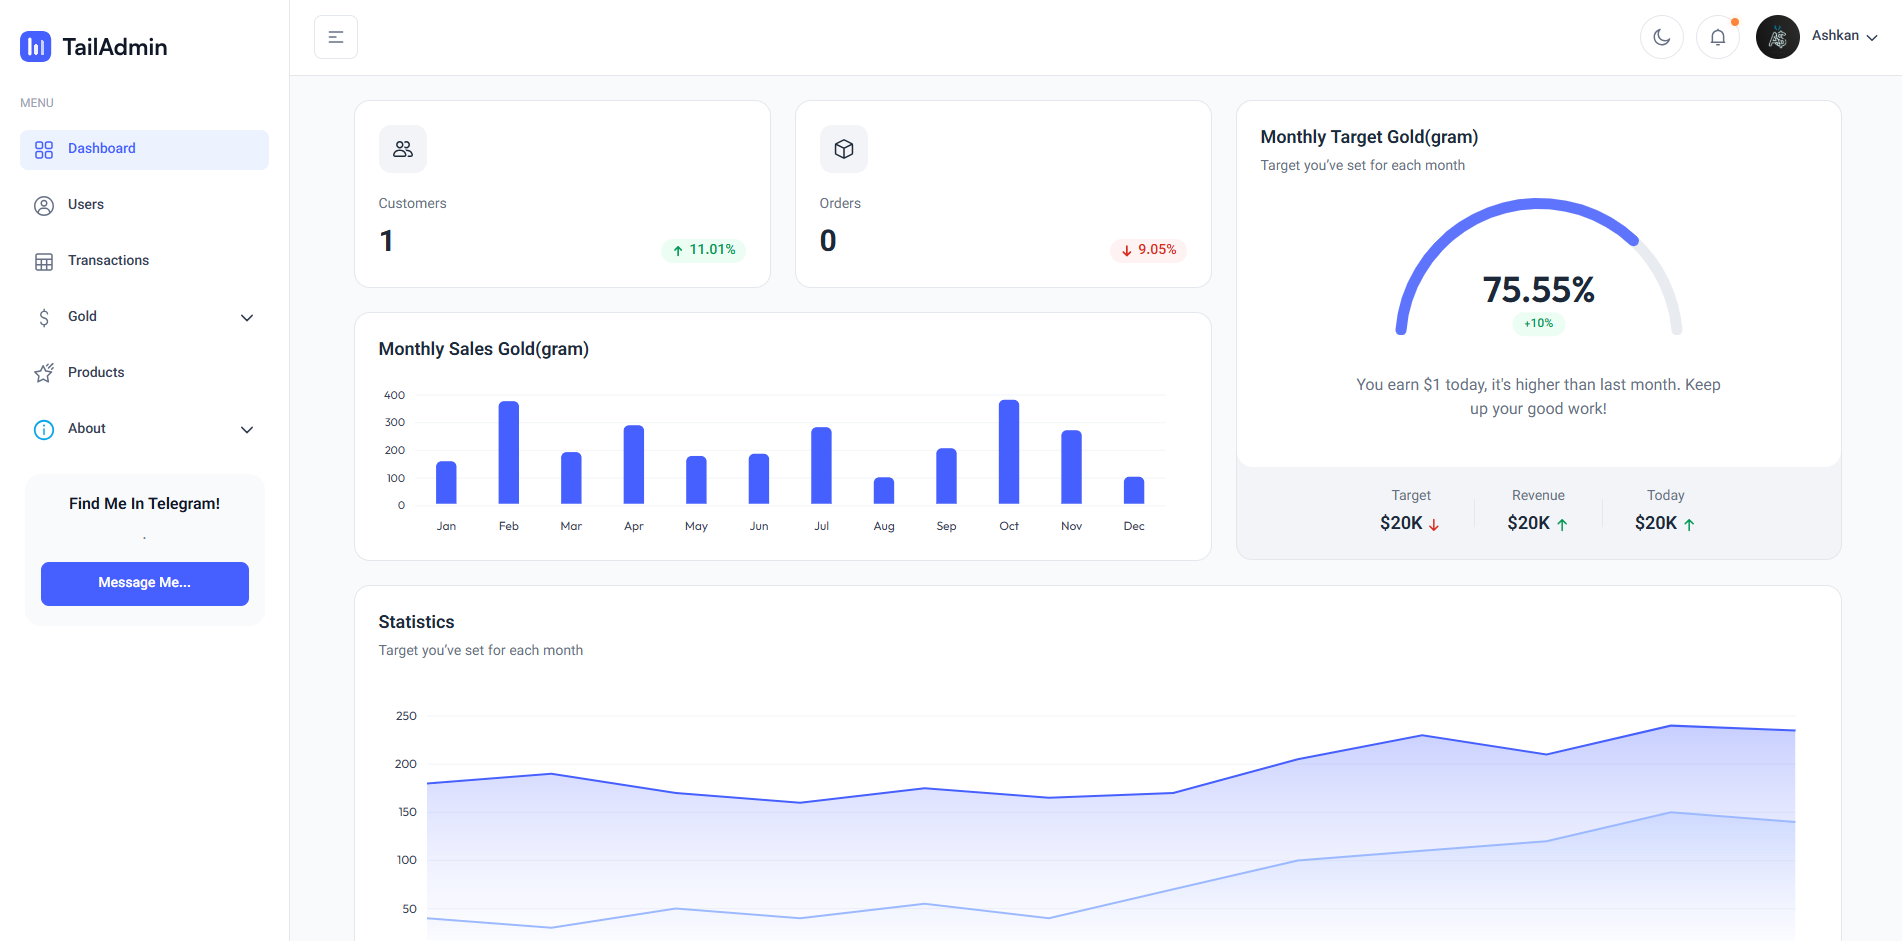 TailAdmin
MENU
Dashboard
Users
Transactions
Gold
Products
About
Find Me In Telegram!
.
Message Me...
Ashkan
Customers
1
11.01%
Orders
0
9.05%
Monthly Sales Gold(gram)
400
300
200
100
0
Jan Feb Mar Apr May Jun Jul Aug Sep Oct Nov Dec
Monthly Target Gold(gram)
Target you’ve set for each month
75.55%
+10%
You earn $1 today, it's higher than last month. Keep
up your good work!
Target Revenue Today
$20K $20K $20K
Statistics
Target you’ve set for each month
250
200
150
100
50